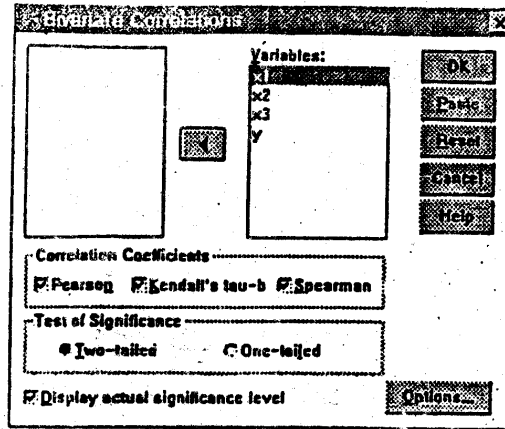 Bivariate Correlations
Variables:
x1
x2
x3
y
OK
Paste
Reset
Cancel
Help
Correlation Coefficients
Pearson Kendall's tau-b Spearman
Test of Significance
Two-tailed One-tailed
Display actual significance level
Options...